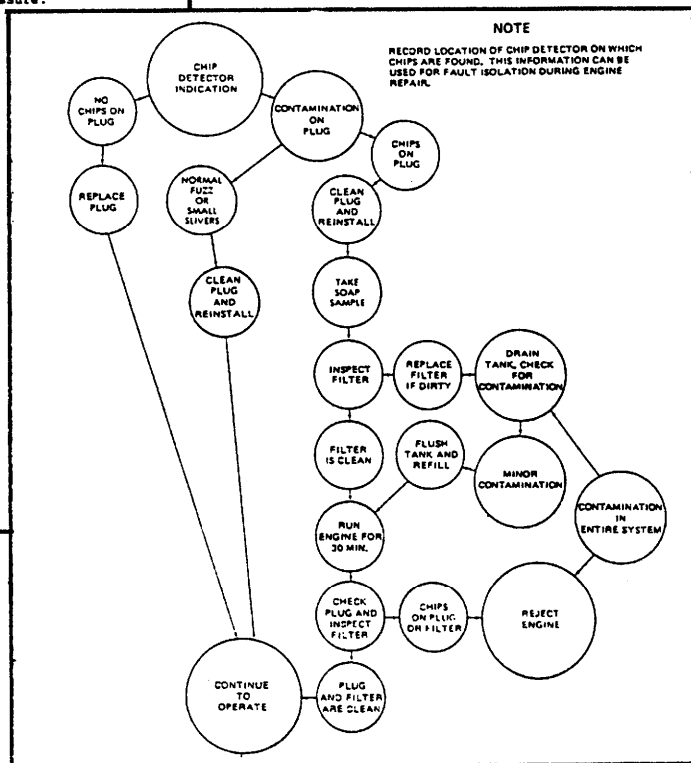 NOTE
RECORD LOCATION OF CHIP DETECTOR ON WHICH
CHIPS ARE FOUND. THIS INFORMATION CAN BE
USED FOR FAULT ISOLATION DURING ENGINE
REPAIR.
CHIP
DETECTOR
INDICATION
NO
CHIPS ON
PLUG
CONTAMINATION
ON
PLUG
CHIPS
ON
PLUG
REPLACE
PLUG
NORMAL
FUZZ
OR
SMALL
SLIVERS
CLEAN
PLUG
AND
REINSTALL
CLEAN
PLUG
AND
REINSTALL
TAKE
SOAP
SAMPLE
INSPECT
FILTER
REPLACE
FILTER
IF DIRTY
DRAIN
TANK, CHECK
FOR
CONTAMINATION
FILTER
IS CLEAN
FLUSH
TANK AND
REFILL
MINOR
CONTAMINATION
CONTAMINATION
IN
ENTIRE SYSTEM
RUN
ENGINE FOR
30 MIN.
CHECK
PLUG AND
INSPECT
FILTER
CHIPS
ON PLUG
OR FILTER
REJECT
ENGINE
CONTINUE
TO
OPERATE
PLUG
AND FILTER
ARE CLEAN